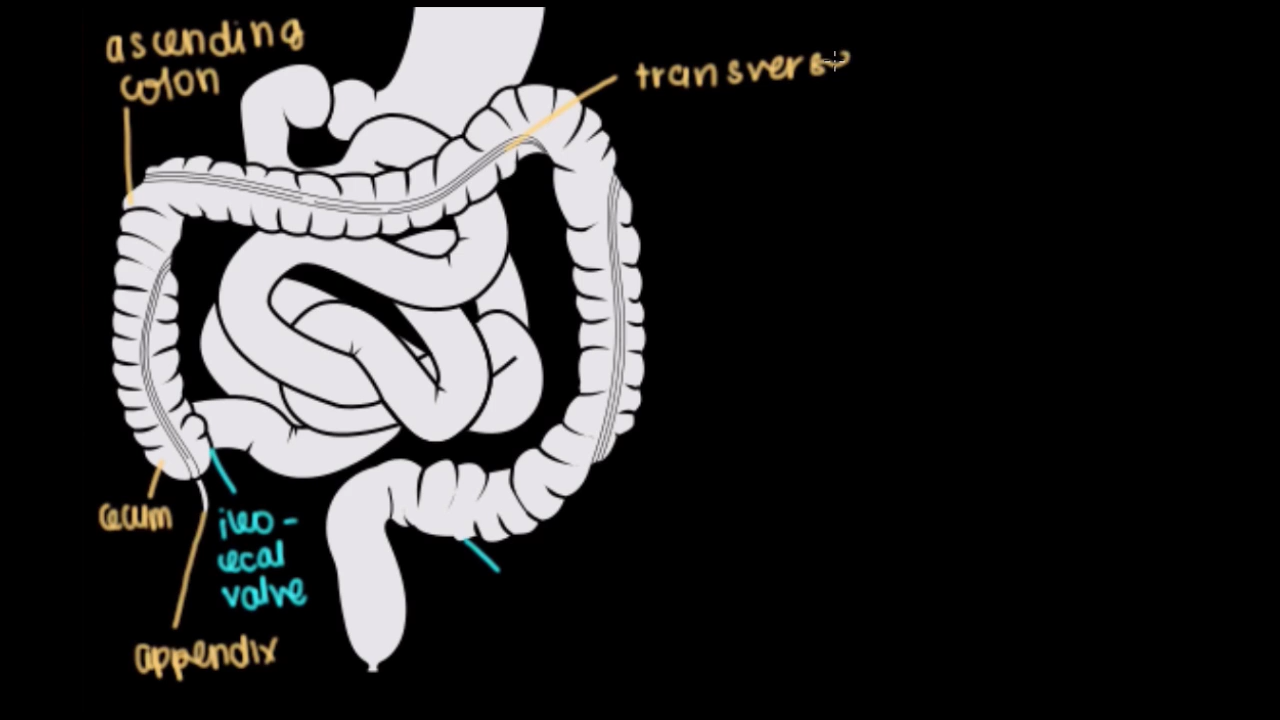 ascending
colon
transverse
cecum
ileo-
cecal
valve
appendix